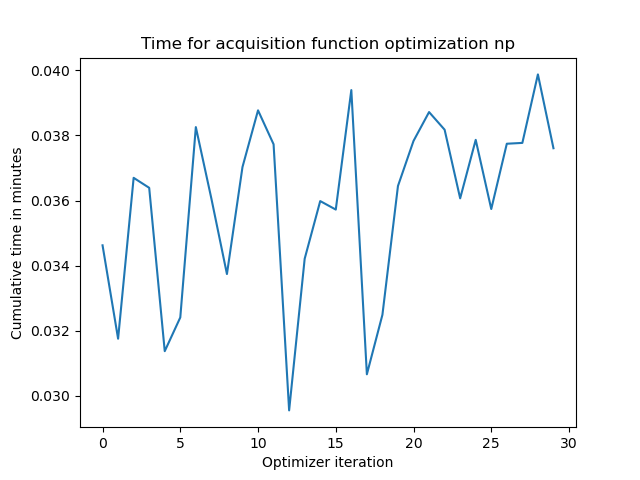 Time for acquisition function optimization np
Cumulative time in minutes
0.040
0.038
0.036
0.034
0.032
0.030
0 5 10 15 20 25 30
Optimizer iteration